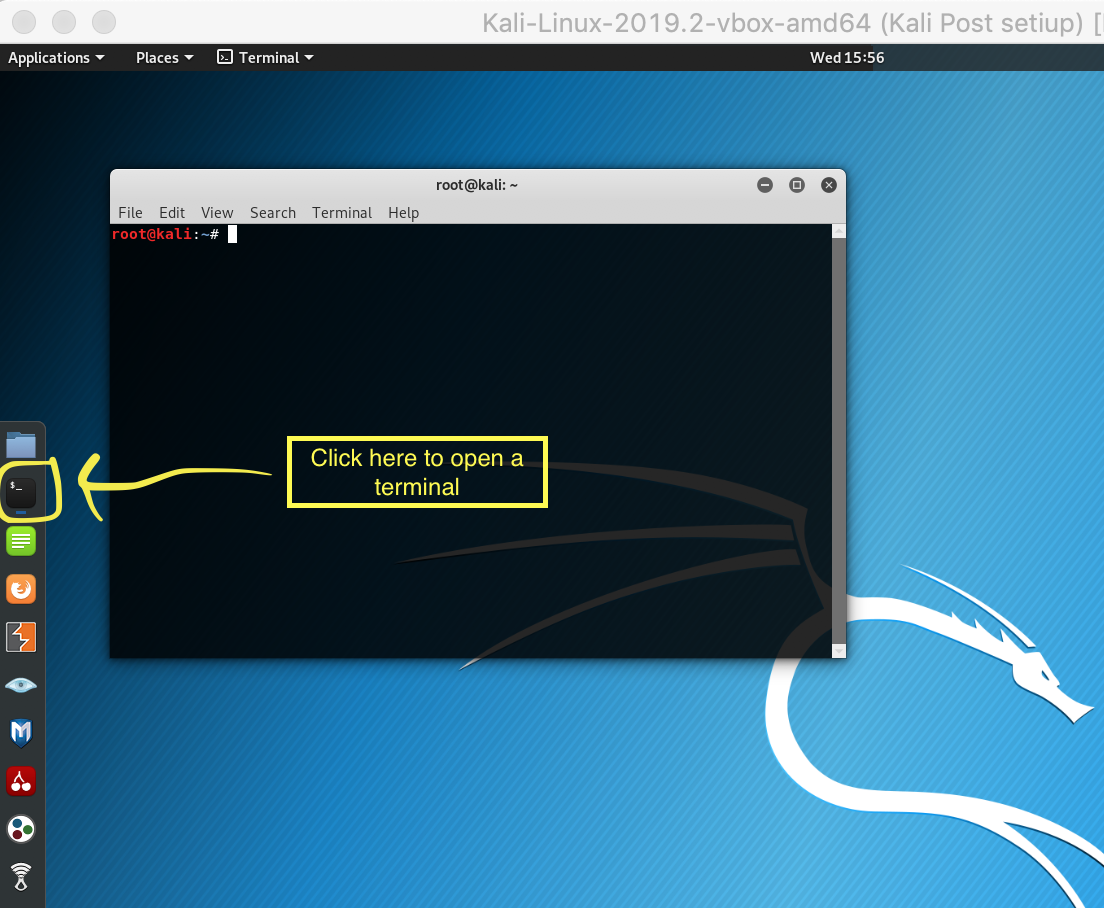 Kali-Linux-2019.2-vbox-amd64 (Kali Post setiup) [
Applications Places Terminal Wed 15:56
root@kali: ~
File Edit View Search Terminal Help
root@kali:~#
Click here to open a
terminal
$_